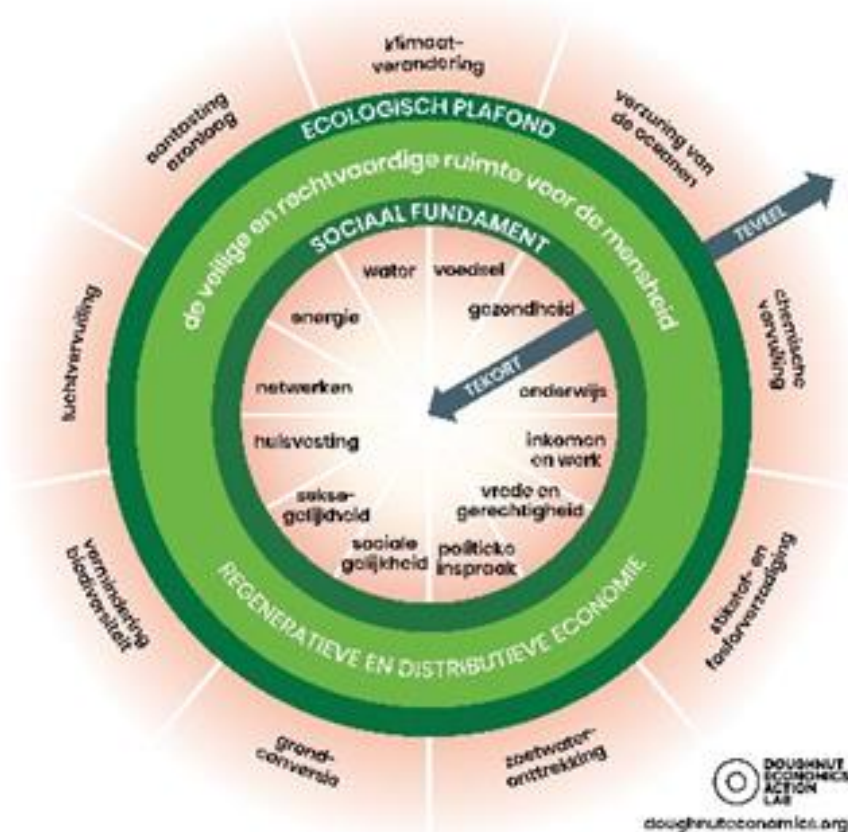 klimaat-
verandering
verzuring van
de oceanen
chemische
vervuiling
stikstof- en
fosforverzadiging
zoetwater-
onttrekking
grond-
conversie
vermindering
biodiversiteit
luchtvervuiling
aantasting
ozonlaag
ECOLOGISCH PLAFOND
de veilige en rechtvaardige ruimte voor de mensheid
SOCIAAL FUNDAMENT
TEVEEL
TEKORT
water
voedsel
gezondheid
onderwijs
inkomen
en werk
vrede en
gerechtigheid
politieke
inspraak
sociale
gelijkheid
sekse-
gelijkheid
huisvesting
netwerken
energie
REGENERATIEVE EN DISTRIBUTIEVE ECONOMIE
DOUGHNUT
ECONOMICS
ACTION
LAB
doughnuteconomics.org